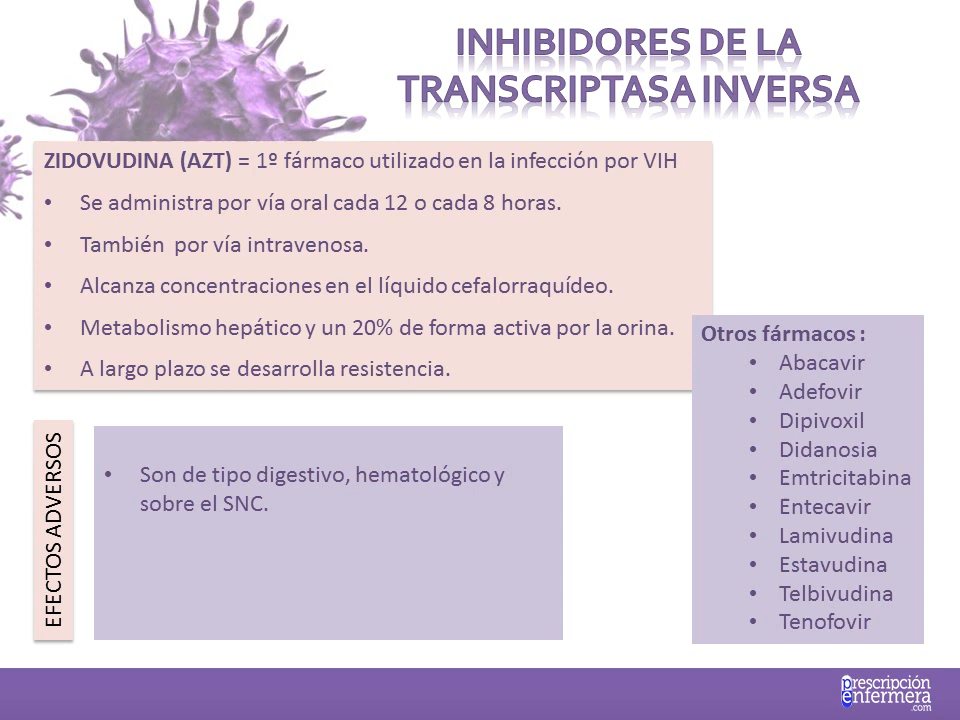 INHIBIDORES DE LA
TRANSCRIPTASA INVERSA
ZIDOVUDINA (AZT) = 1º fármaco utilizado en la infección por VIH
• Se administra por vía oral cada 12 o cada 8 horas.
• También por vía intravenosa.
• Alcanza concentraciones en el líquido cefalorraquídeo.
• Metabolismo hepático y un 20% de forma activa por la orina.
• A largo plazo se desarrolla resistencia.
Otros fármacos :
• Abacavir
• Adefovir
• Dipivoxil
• Didanosia
• Emtricitabina
• Entecavir
• Lamivudina
• Estavudina
• Telbivudina
• Tenofovir
EFECTOS ADVERSOS
• Son de tipo digestivo, hematológico y
sobre el SNC.
prescripción
enfermera
.com